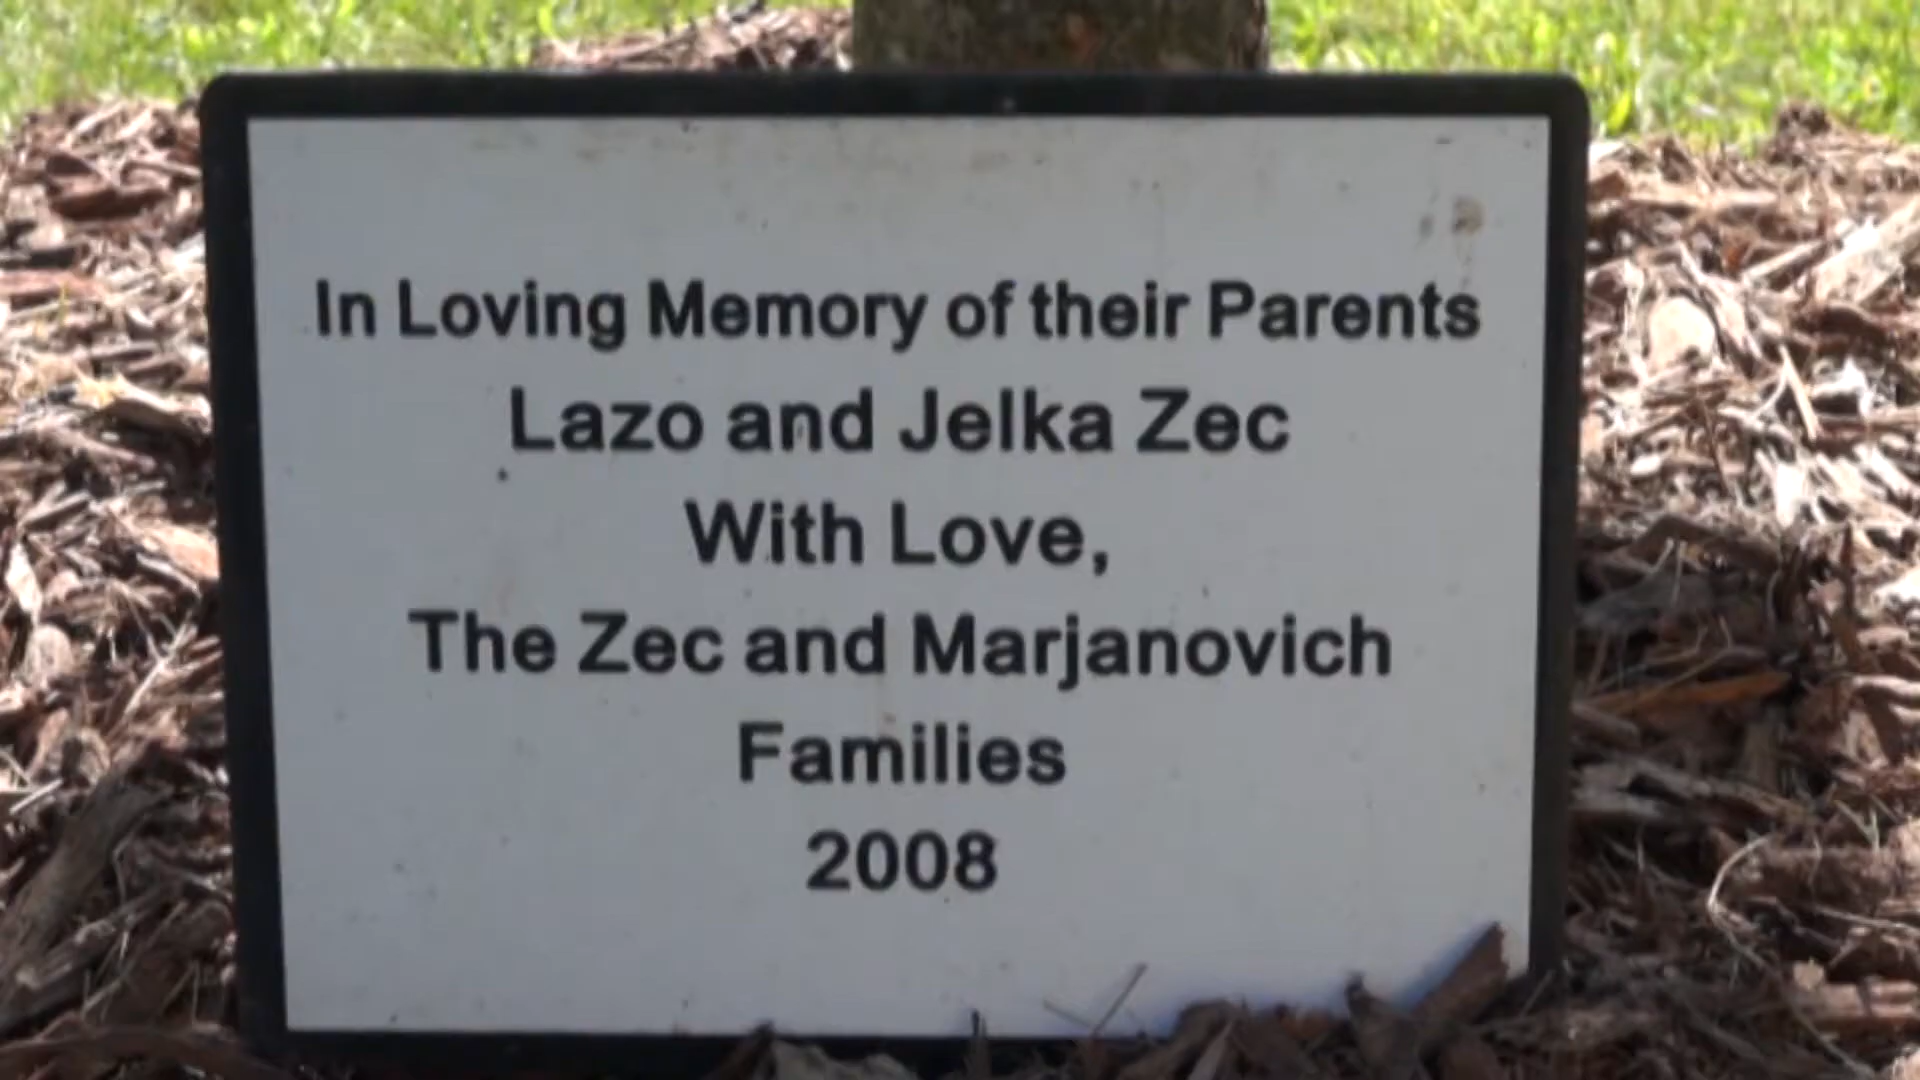 In Loving Memory of their Parents
Lazo and Jelka Zec
With Love,
The Zec and Marjanovich
Families
2008